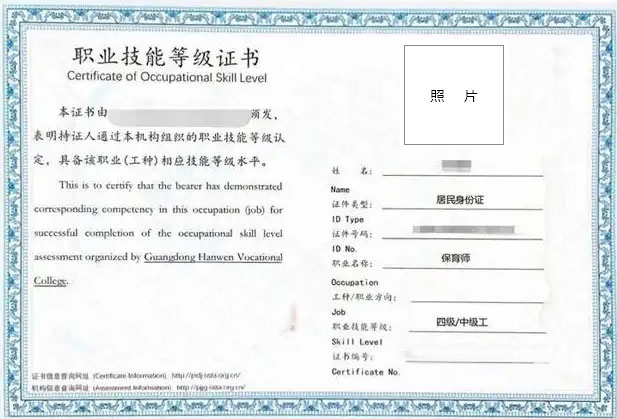 职业技能等级证书
Certificate of Occupational Skill Level
本证书由 颁发，
表明持证人通过本机构组织的职业技能等级认
定，具备该职业(工种)相应技能等级水平。
This is to certify that the bearer has demonstrated
corresponding competency in this occupation (job) for
successful completion of the occupational skill level
assessment organized by Guangdong Hanwen Vocational
College.
证书信息查询网址 (Certificate Information) http://
机构信息查询网址 (Assessment Information) http://pjjg.osta.org.cn/
照 片
姓 名：
Name
证件类型： 居民身份证
ID Type
证件号码：
ID No.
职业名称： 保育师
Occupation
工种/职业方向：
Job
职业技能等级： 四级/中级工
Skill Level
证书编号：
Certificate No.